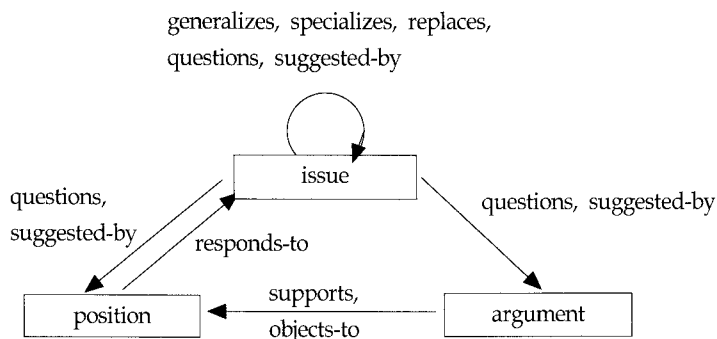 generalizes, specializes, replaces,
questions, suggested-by
issue
questions,
suggested-by
questions, suggested-by
responds-to
supports,
position
argument
objects-to